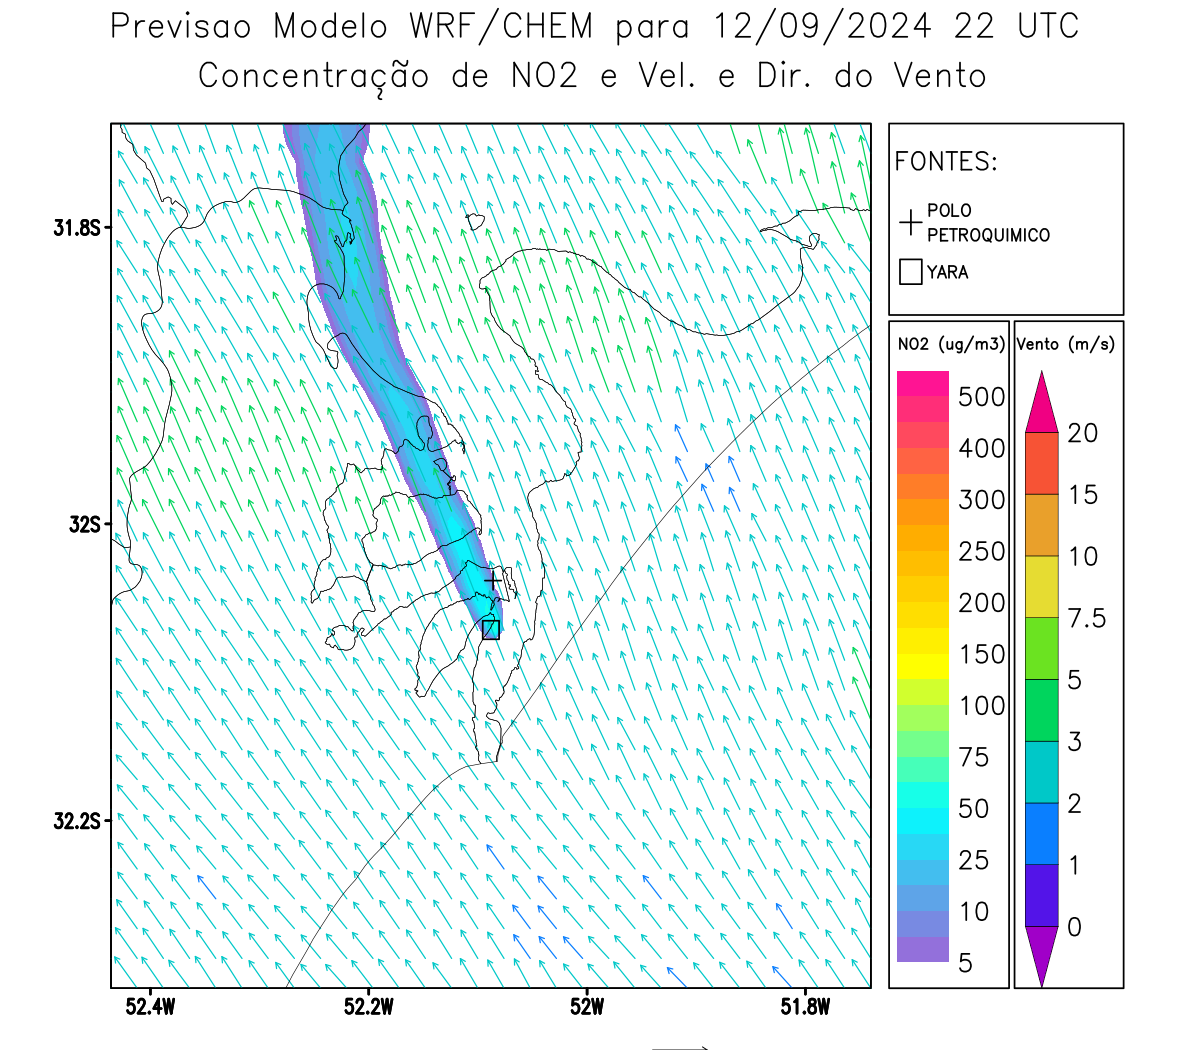 Previsao Modelo WRF/CHEM para 12/09/2024 22 UTC
Concentração de NO2 e Vel. e Dir. do Vento
FONTES:
POLO
PETROQUIMICO
YARA
NO2 (ug/m3)
500
400
300
250
200
150
100
75
50
25
10
5
Vento (m/s)
20
15
10
7.5
5
3
2
1
0
31.8S
32S
32.2S
52.4W
52.2W
52W
51.8W